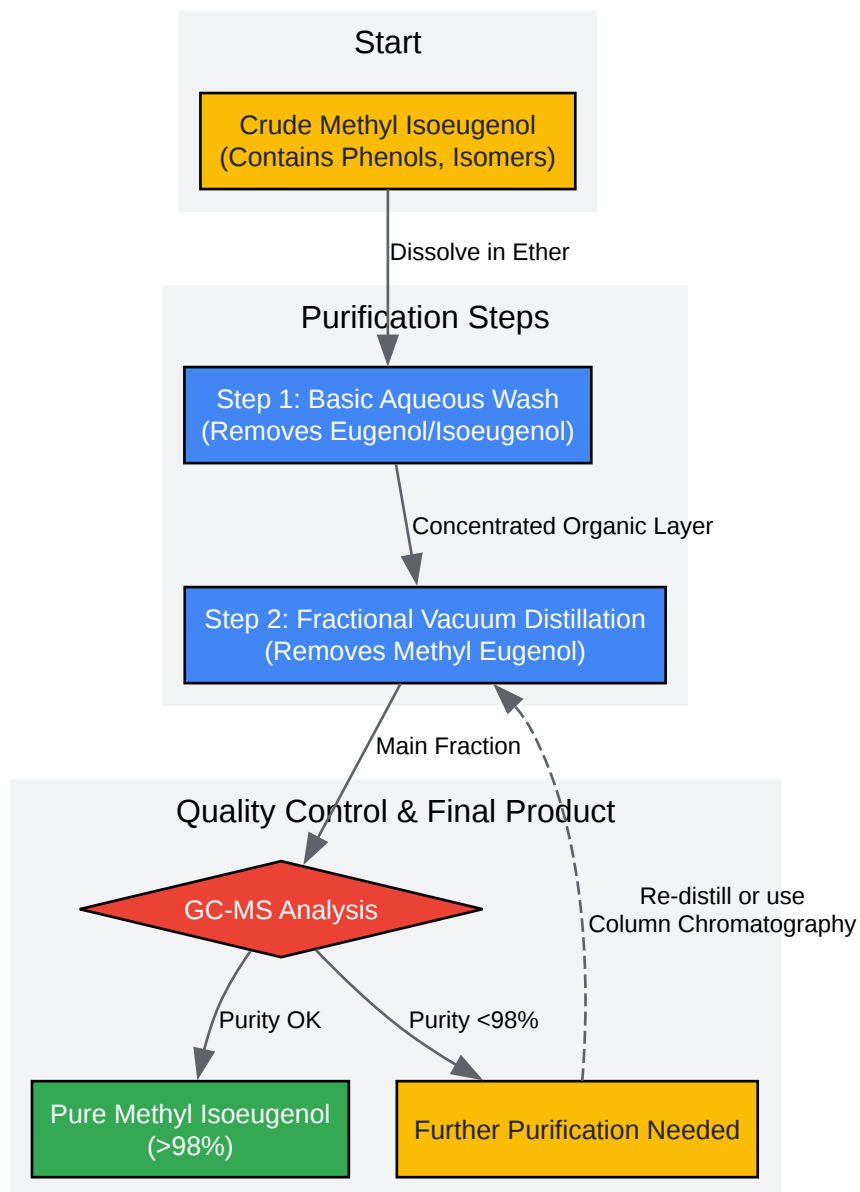 Start
Crude Methyl Isoeugenol
(Contains Phenols, Isomers)
Dissolve in Ether
Purification Steps
Step 1: Basic Aqueous Wash
(Removes Eugenol/Isoeugenol)
Concentrated Organic Layer
Step 2: Fractional Vacuum Distillation
(Removes Methyl Eugenol)
Main Fraction
Quality Control & Final Product
GC-MS Analysis
Re-distill or use
Column Chromatography
Purity OK
Purity <98%
Pure Methyl Isoeugenol
(>98%)
Further Purification Needed